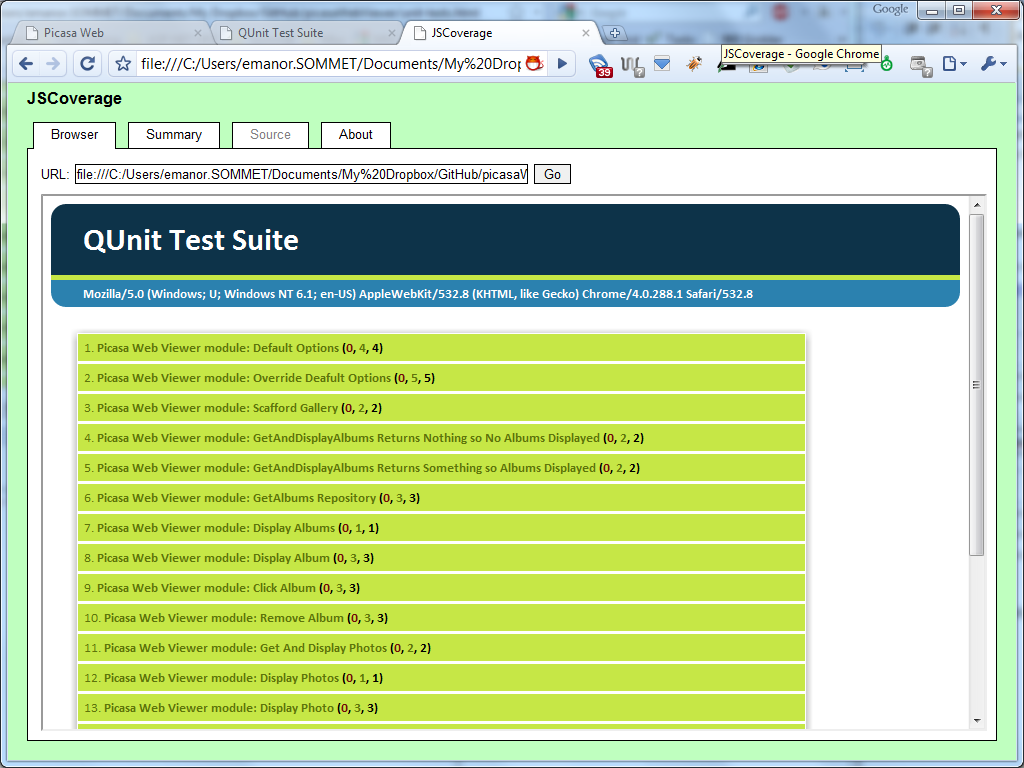 Google
Picasa Web
QUnit Test Suite
JSCoverage
JSCoverage - Google Chrome
file:///C:/Users/emanor.SOMMET/Documents/My%20Dro
39
JSCoverage
Browser
Summary
Source
About
URL:
file:///C:/Users/emanor.SOMMET/Documents/My%20Dropbox/GitHub/picasaW
Go
QUnit Test Suite
Mozilla/5.0 (Windows; U; Windows NT 6.1; en-US) AppleWebKit/532.8 (KHTML, like Gecko) Chrome/4.0.288.1 Safari/532.8
1. Picasa Web Viewer module: Default Options (0, 4, 4)
2. Picasa Web Viewer module: Override Deafult Options (0, 5, 5)
3. Picasa Web Viewer module: Scafford Gallery (0, 2, 2)
4. Picasa Web Viewer module: GetAndDisplayAlbums Returns Nothing so No Albums Displayed (0, 2, 2)
5. Picasa Web Viewer module: GetAndDisplayAlbums Returns Something so Albums Displayed (0, 2, 2)
6. Picasa Web Viewer module: GetAlbums Repository (0, 3, 3)
7. Picasa Web Viewer module: Display Albums (0, 1, 1)
8. Picasa Web Viewer module: Display Album (0, 3, 3)
9. Picasa Web Viewer module: Click Album (0, 3, 3)
10. Picasa Web Viewer module: Remove Album (0, 3, 3)
11. Picasa Web Viewer module: Get And Display Photos (0, 2, 2)
12. Picasa Web Viewer module: Display Photos (0, 1, 1)
13. Picasa Web Viewer module: Display Photo (0, 3, 3)